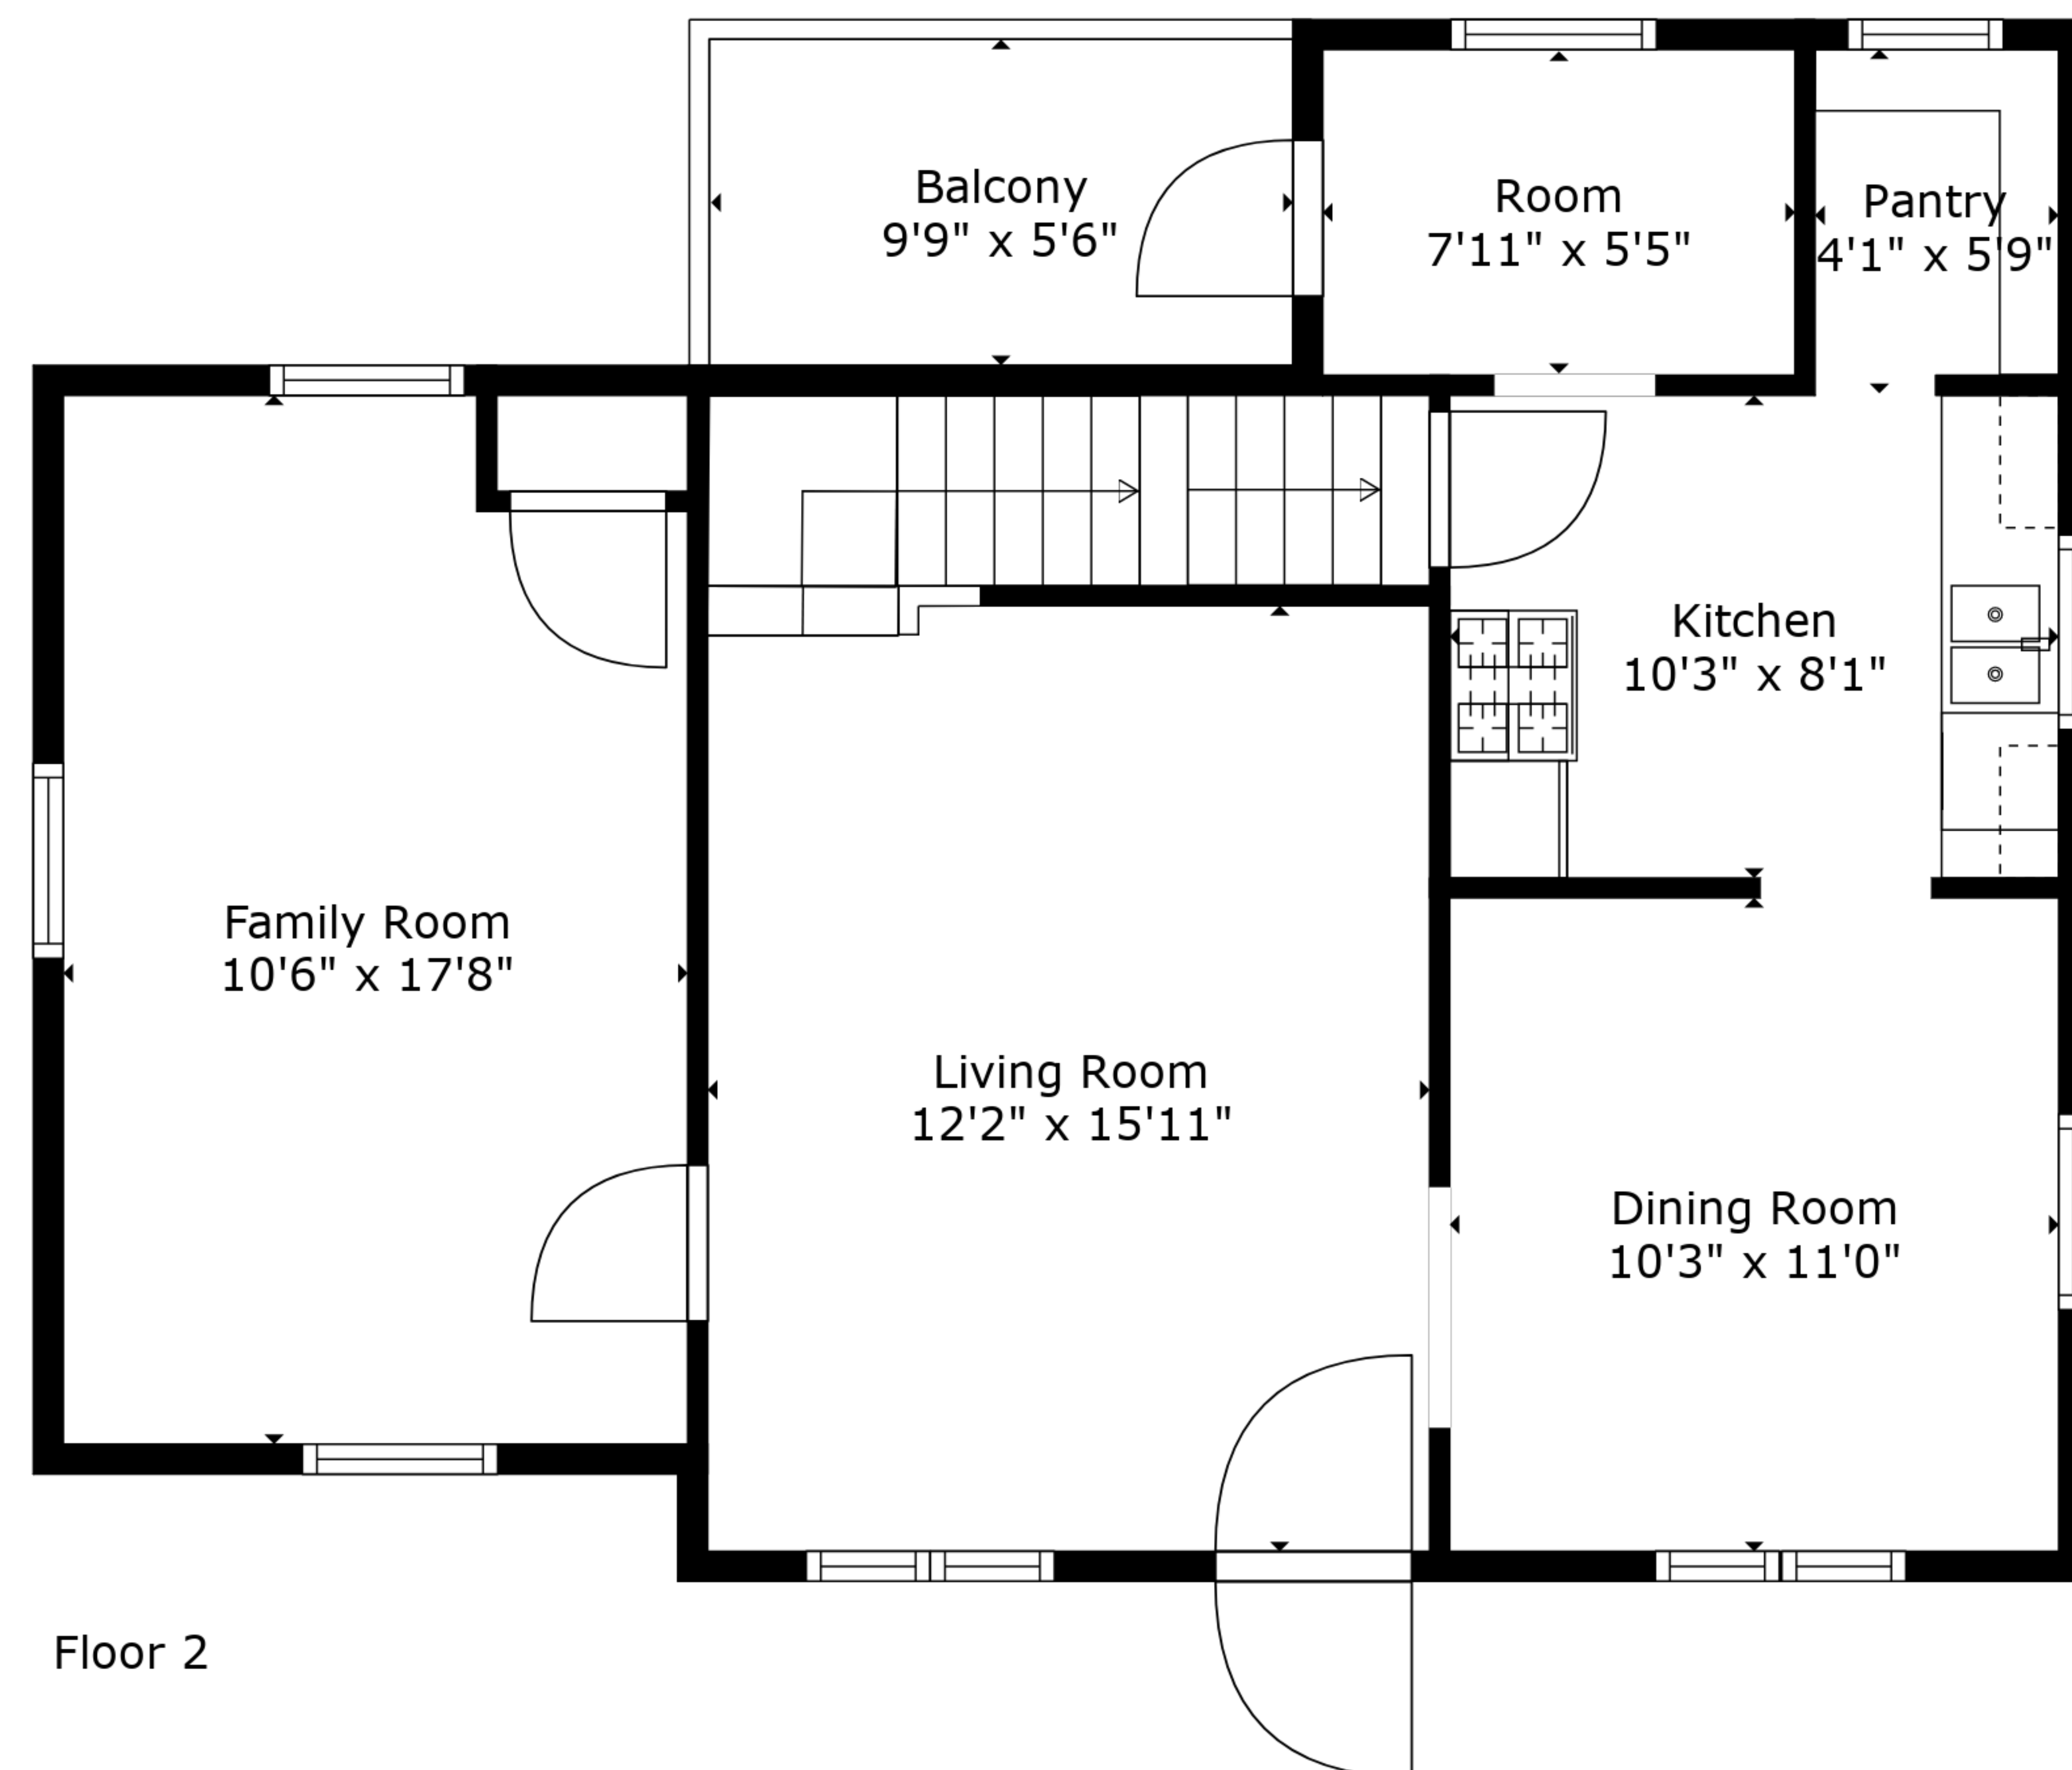 Balcony
9'9" x 5'6"
Room
7'11" x 5'5"
Pantry
4'1" x 5'9"
Kitchen
10'3" x 8'1"
Family Room
10'6" x 17'8"
Living Room
12'2" x 15'11"
Dining Room
10'3" x 11'0"
Floor 2